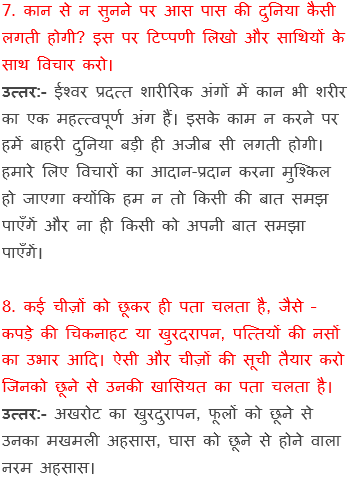 7. कान से न सुनने पर आस पास की दुनिया कैसी
लगती होगी? इस पर टिप्पणी लिखो और साथियों के
साथ विचार करो।
उत्तर:- ईश्वर प्रदत्त शारीरिक अंगों में कान भी शरीर
का एक महत्त्वपूर्ण अंग हैं। इसके काम न करने पर
हमें बाहरी दुनिया बड़ी ही अजीब सी लगती होगी।
हमारे लिए विचारों का आदान-प्रदान करना मुश्किल
हो जाएगा क्योंकि हम न तो किसी की बात समझ
पाएँगें और ना ही किसी को अपनी बात समझा
पाएँगें।
8. कई चीज़ों को छूकर ही पता चलता है, जैसे -
कपड़े की चिकनाहट या खुरदरापन, पत्तियों की नसों
का उभार आदि। ऐसी और चीज़ों की सूची तैयार करो
जिनको छूने से उनकी खासियत का पता चलता है।
उत्तर:- अखरोट का खुरदुरापन, फूलों को छूने से
उनका मखमली अहसास, घास को छूने से होने वाला
नरम अहसास।